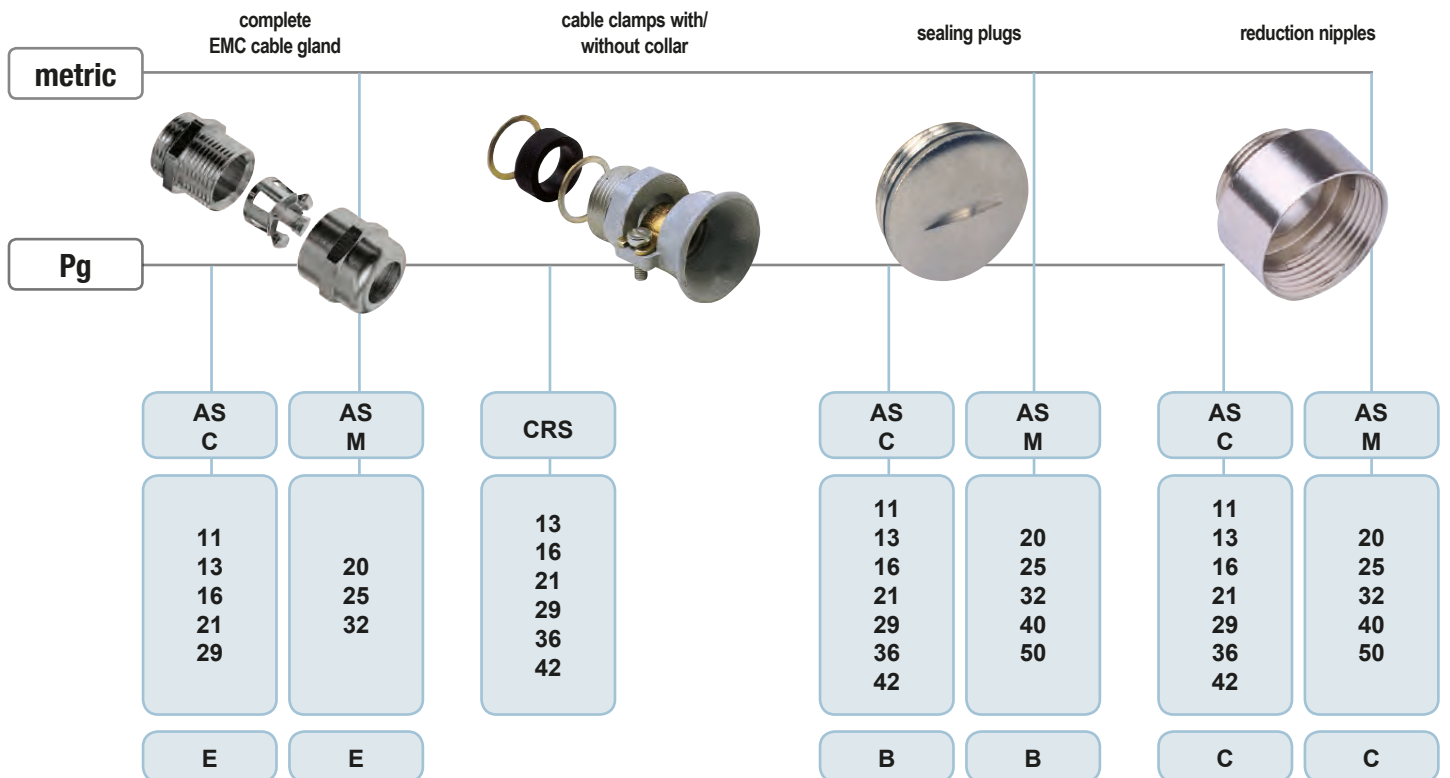 complete
EMC cable gland
cable clamps with/
without collar
sealing plugs
reduction nipples
metric
Pg
AS
C
AS
M
CRS
AS
C
AS
M
AS
C
AS
M
11
13
16
21
29
20
25
32
13
16
21
29
36
42
11
13
16
21
29
36
42
20
25
32
40
50
11
13
16
21
29
36
42
20
25
32
40
50
E
E
B
B
C
C